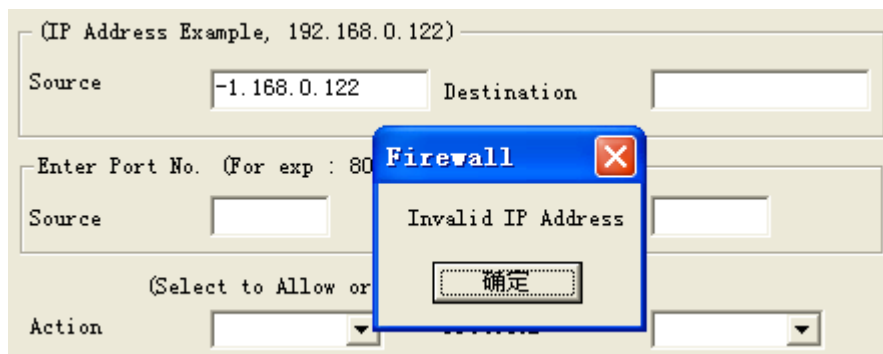 (IP Address Example, 192.168.0.122)
Source
-1.168.0.122
Destination
Firewall
Enter Port No. (For exp : 80
Source
Invalid IP Address
确定
(Select to Allow or
Action